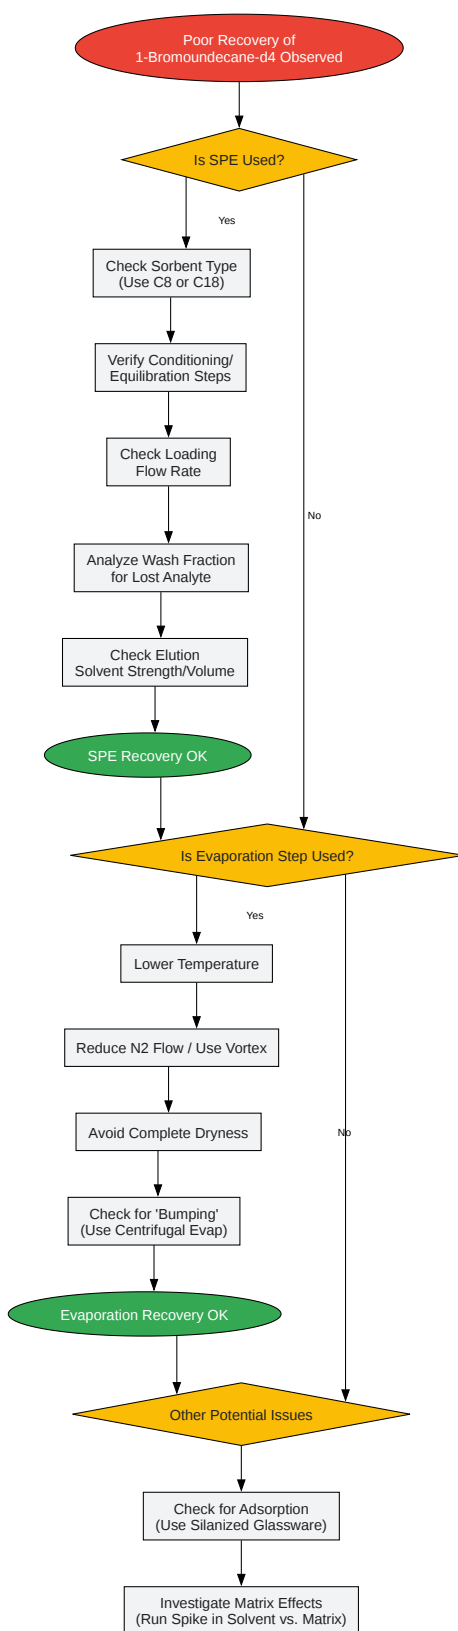 Poor Recovery of
1-Bromoundecane-d4 Observed
Is SPE Used?
Yes
Check Sorbent Type
(Use C8 or C18)
Verify Conditioning/
Equilibration Steps
Check Loading
Flow Rate
No
Analyze Wash Fraction
for Lost Analyte
Check Elution
Solvent Strength/Volume
SPE Recovery OK
Is Evaporation Step Used?
Yes
Lower Temperature
Reduce N2 Flow / Use Vortex
Avoid Complete Dryness
No
Check for 'Bumping'
(Use Centrifugal Evap)
Evaporation Recovery OK
Other Potential Issues
Check for Adsorption
(Use Silanized Glassware)
Investigate Matrix Effects
(Run Spike in Solvent vs. Matrix)